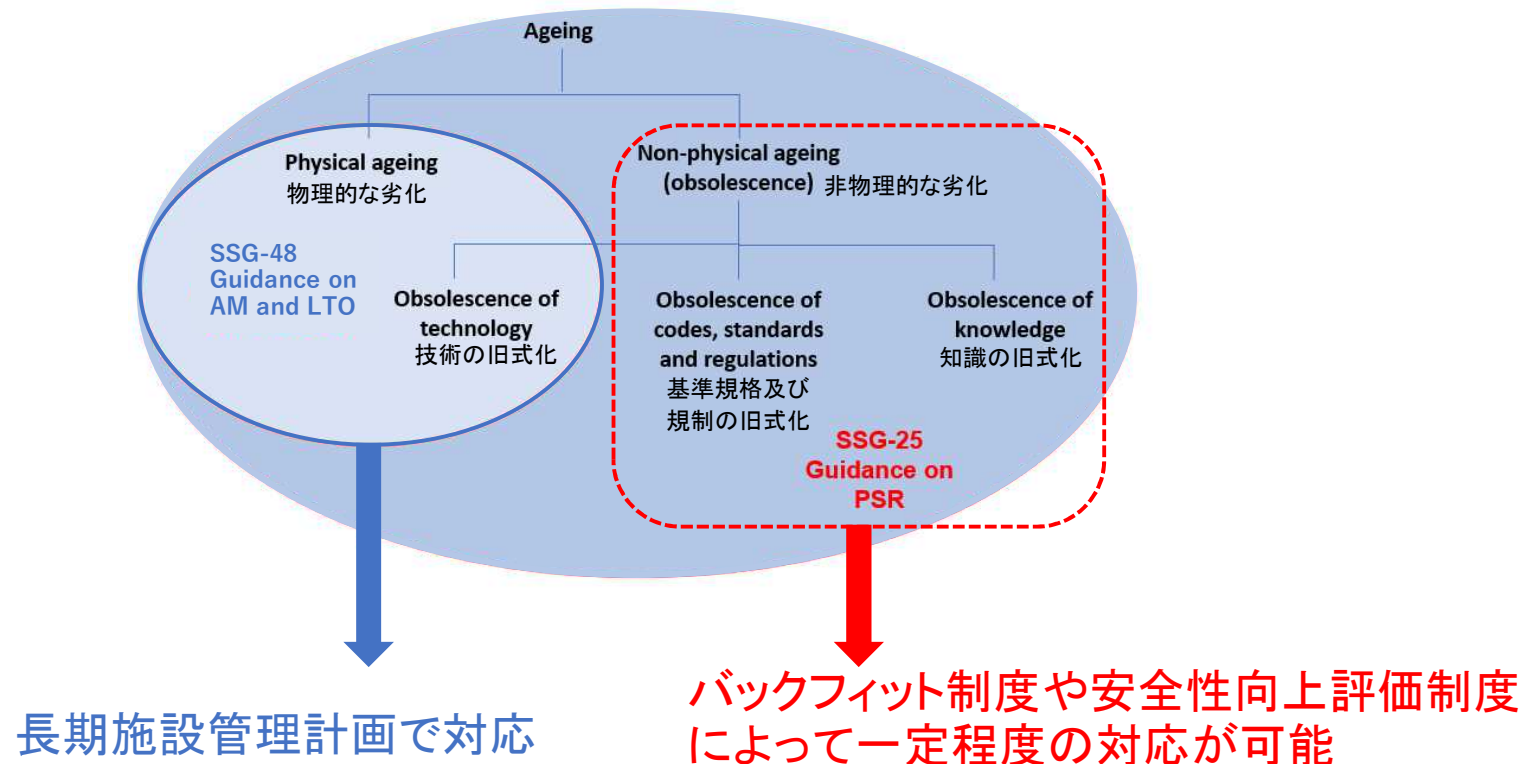 Ageing
Physical ageing
物理的な劣化
Non-physical ageing
(obsolescence) 非物理的な劣化
SSG-48
Guidance on
AM and LTO
Obsolescence of
technology
技術の旧式化
Obsolescence of
codes, standards
and regulations
基準規格及び
規制の旧式化
Obsolescence of
knowledge
知識の旧式化
SSG-25
Guidance on
PSR
長期施設管理計画で対応
バックフィット制度や安全性向上評価制度
によって一定程度の対応が可能